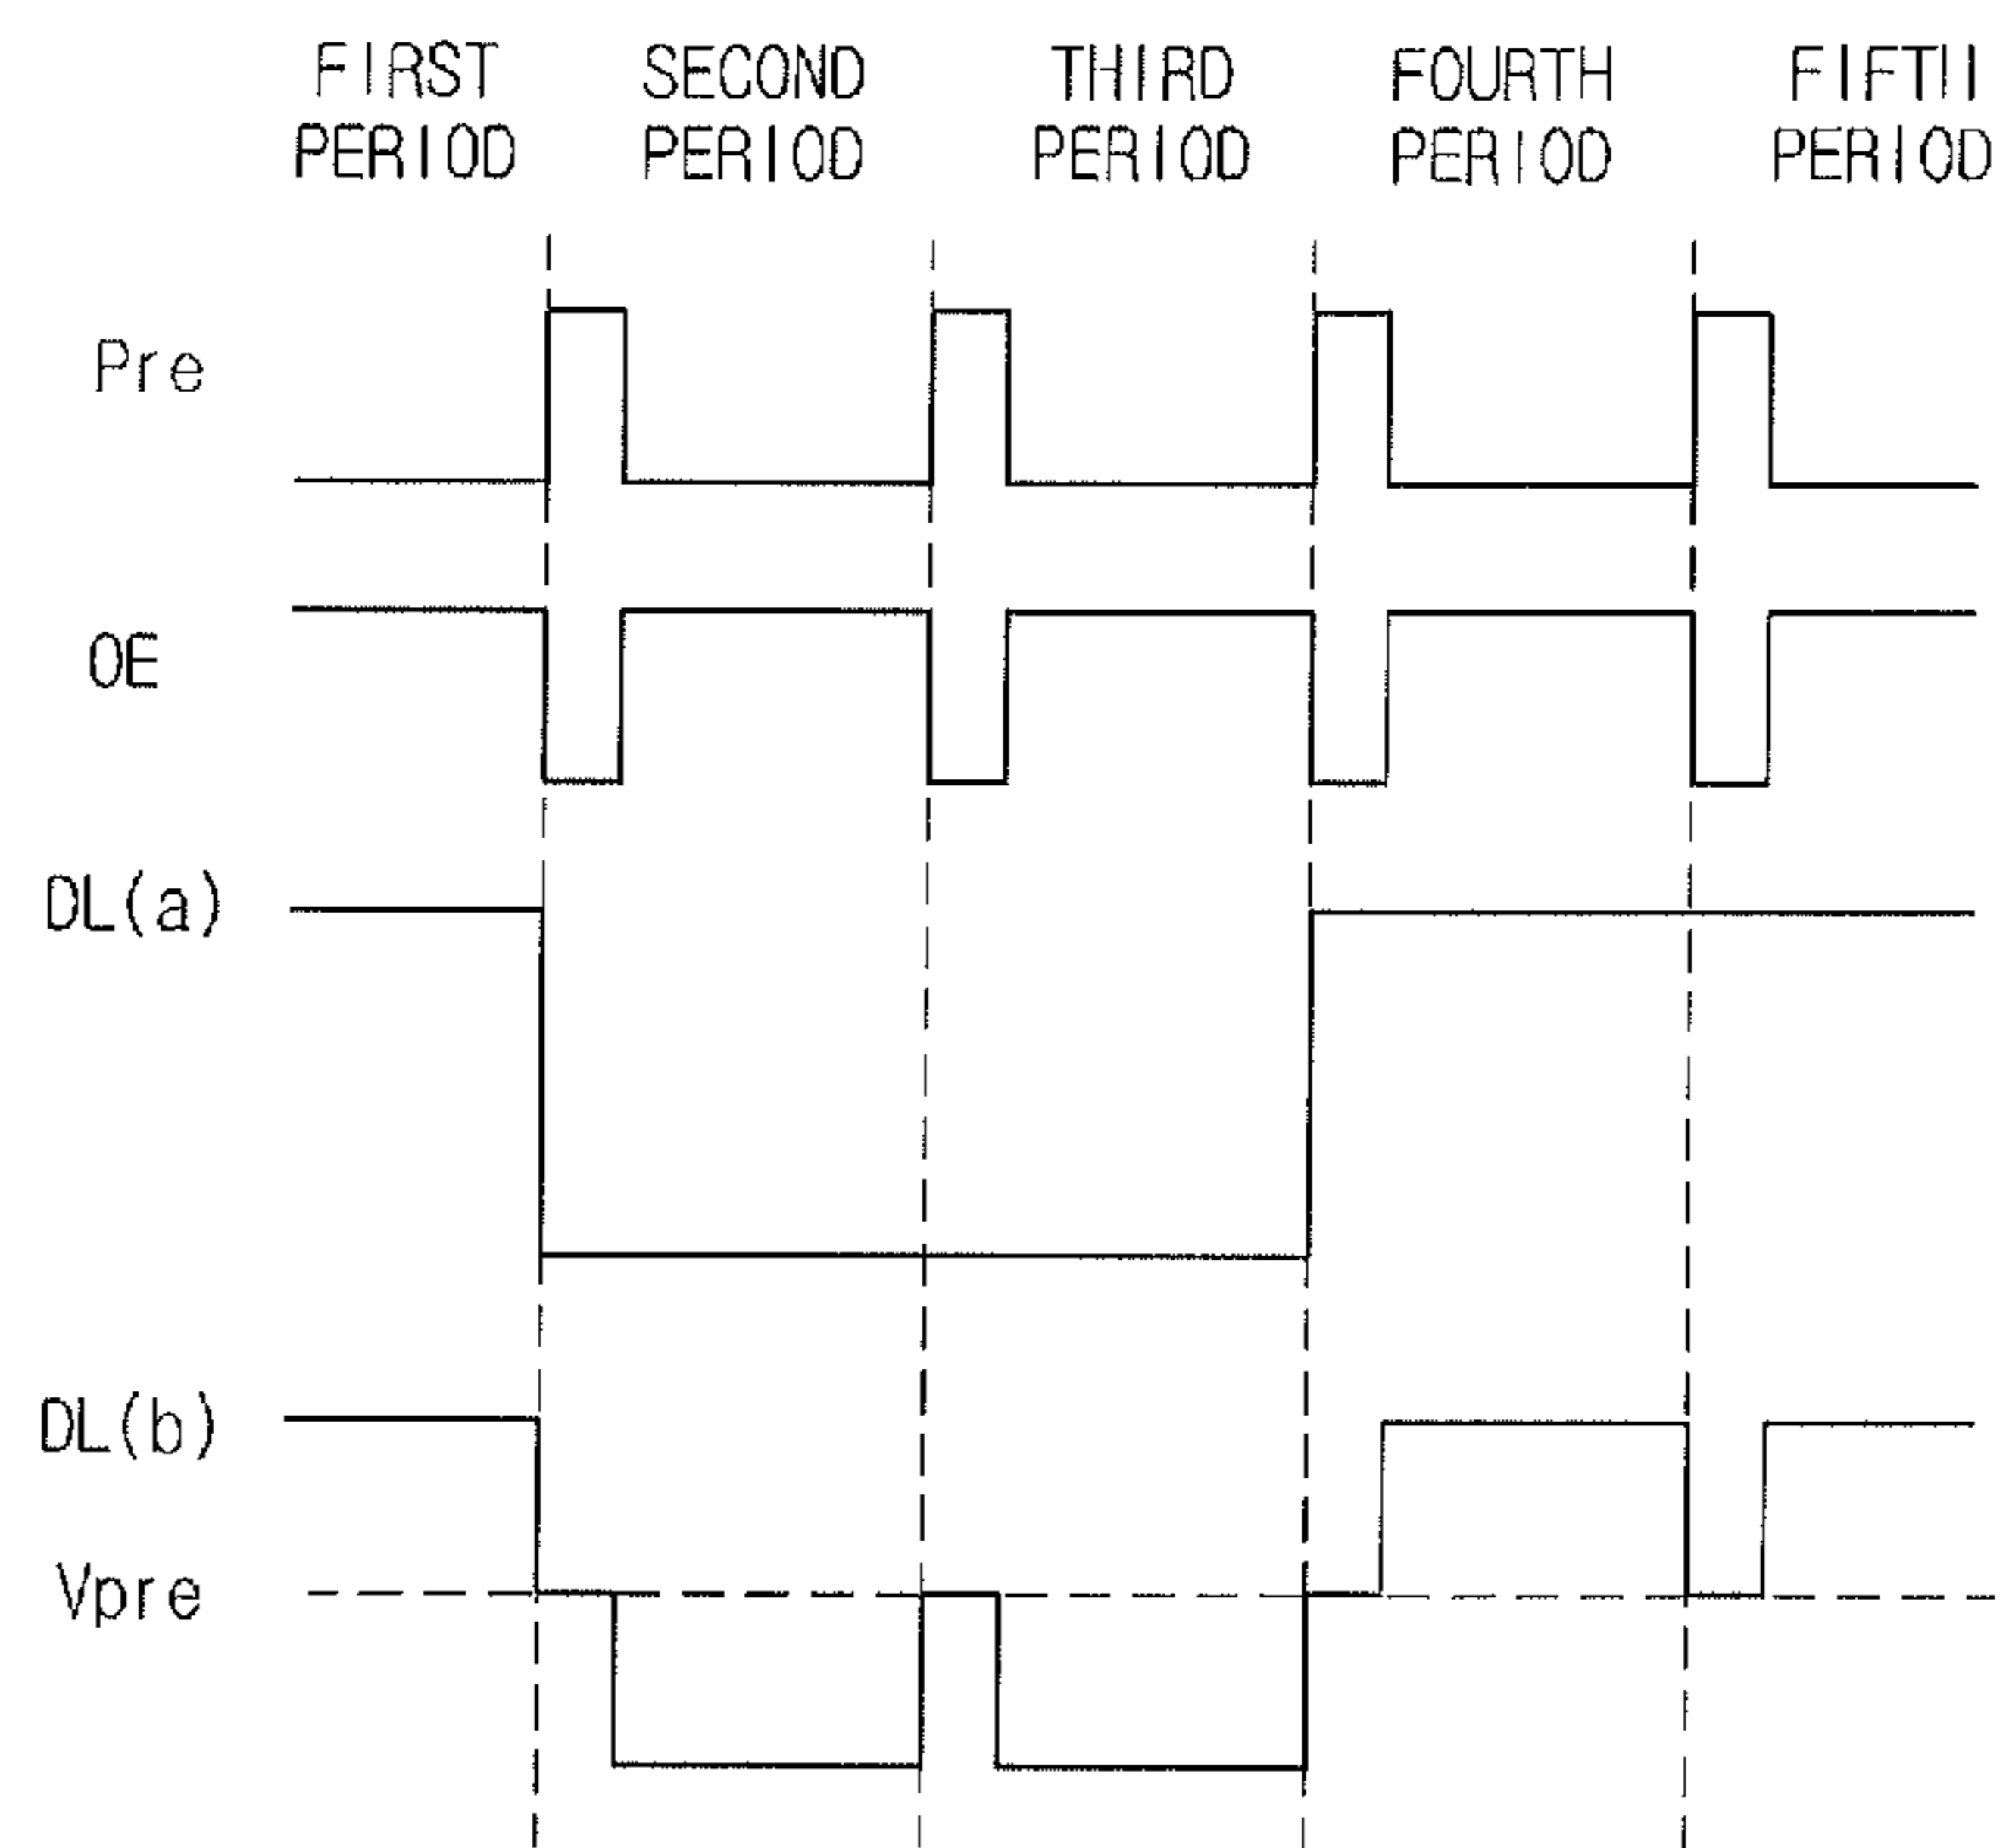 FIRST PERIOD
SECOND PERIOD
THIRD PERIOD
FOURTH PERIOD
FIFTH PERIOD
Pre
OE
DL(a)
DL(b)
Vpre